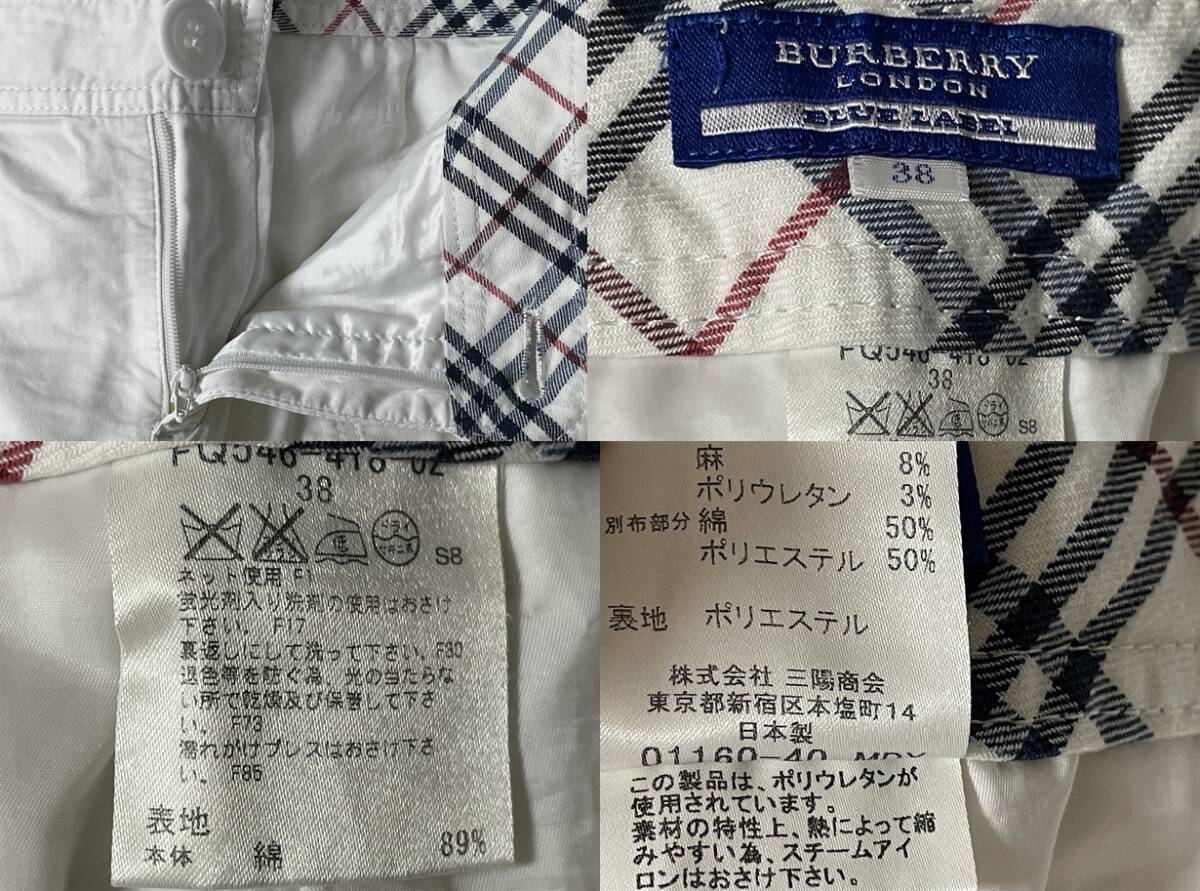 BURBERRY
LONDON
BLUE LABEL
38
38
S8
38
低
ドライ
S8
ネット使用 F1
蛍光剤入り洗剤の使用はおさけ
下さい。 F17
裏返しにして洗って下さい。F30
退色等を防ぐ為、光の当たらな
い所で乾燥及び保管して下さ
い。 F73
濡れがけプレスはおさけ下さ
い。 F85
表地
本体 綿 89%
麻 8%
ポリウレタン 3%
別布部分 綿 50%
ポリエステル 50%
裏地 ポリエステル
株式会社 三陽商会
東京都新宿区本塩町14
日本製
01160-40
この製品は、ポリウレタンが
使用されています。
素材の特性上、熱によって縮
みやすい為、スチームアイ
ロンはおさけ下さい。